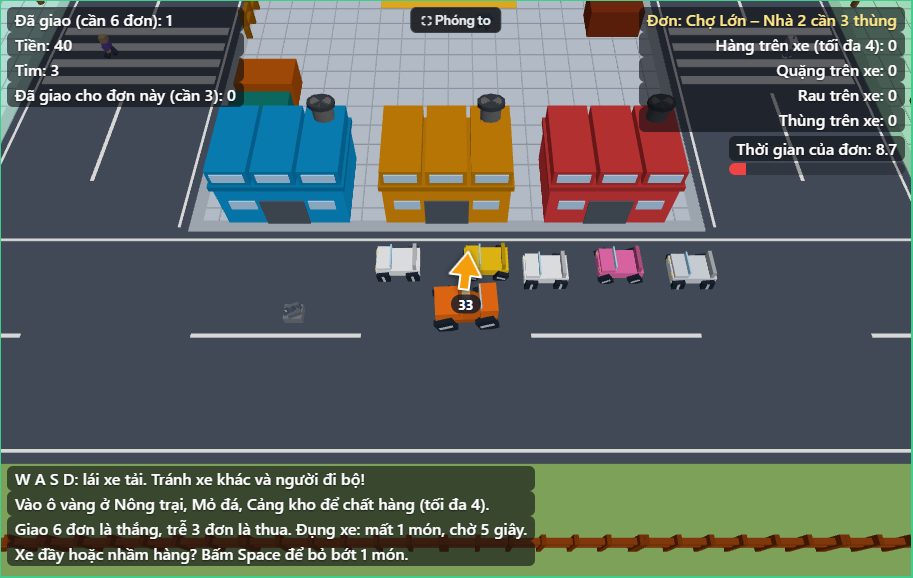 Đã giao (cần 6 đơn): 1
Tiền: 40
Tim: 3
Đã giao cho đơn này (cần 3): 0
Phóng to
Đơn: Chợ Lớn – Nhà 2 cần 3 thùng
Hàng trên xe (tối đa 4): 0
Quặng trên xe: 0
Rau trên xe: 0
Thùng trên xe: 0
Thời gian của đơn: 8.7
33
W A S D: lái xe tải. Tránh xe khác và người đi bộ!
Vào ô vàng ở Nông trại, Mỏ đá, Cảng kho để chất hàng (tối đa 4).
Giao 6 đơn là thắng, trễ 3 đơn là thua. Đụng xe: mất 1 món, chờ 5 giây.
Xe đầy hoặc nhầm hàng? Bấm Space để bỏ bớt 1 món.